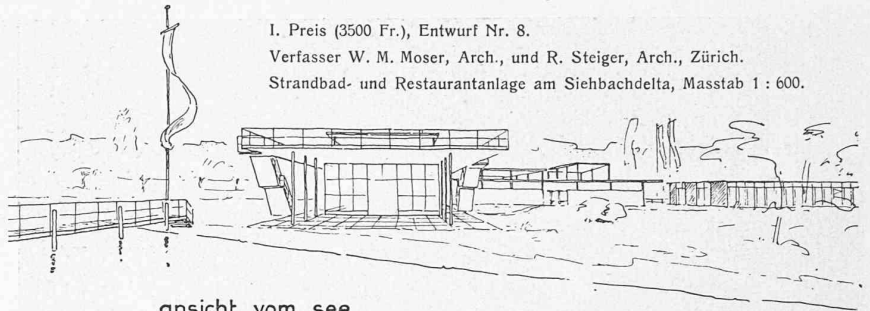 I. Preis (3500 Fr.), Entwurf Nr. 8.
Verfasser W. M. Moser, Arch., und R. Steiger, Arch., Zürich.
Strandbad- und Restaurantanlage am Siehbachdelta, Masstab 1 : 600.
ansicht vom see